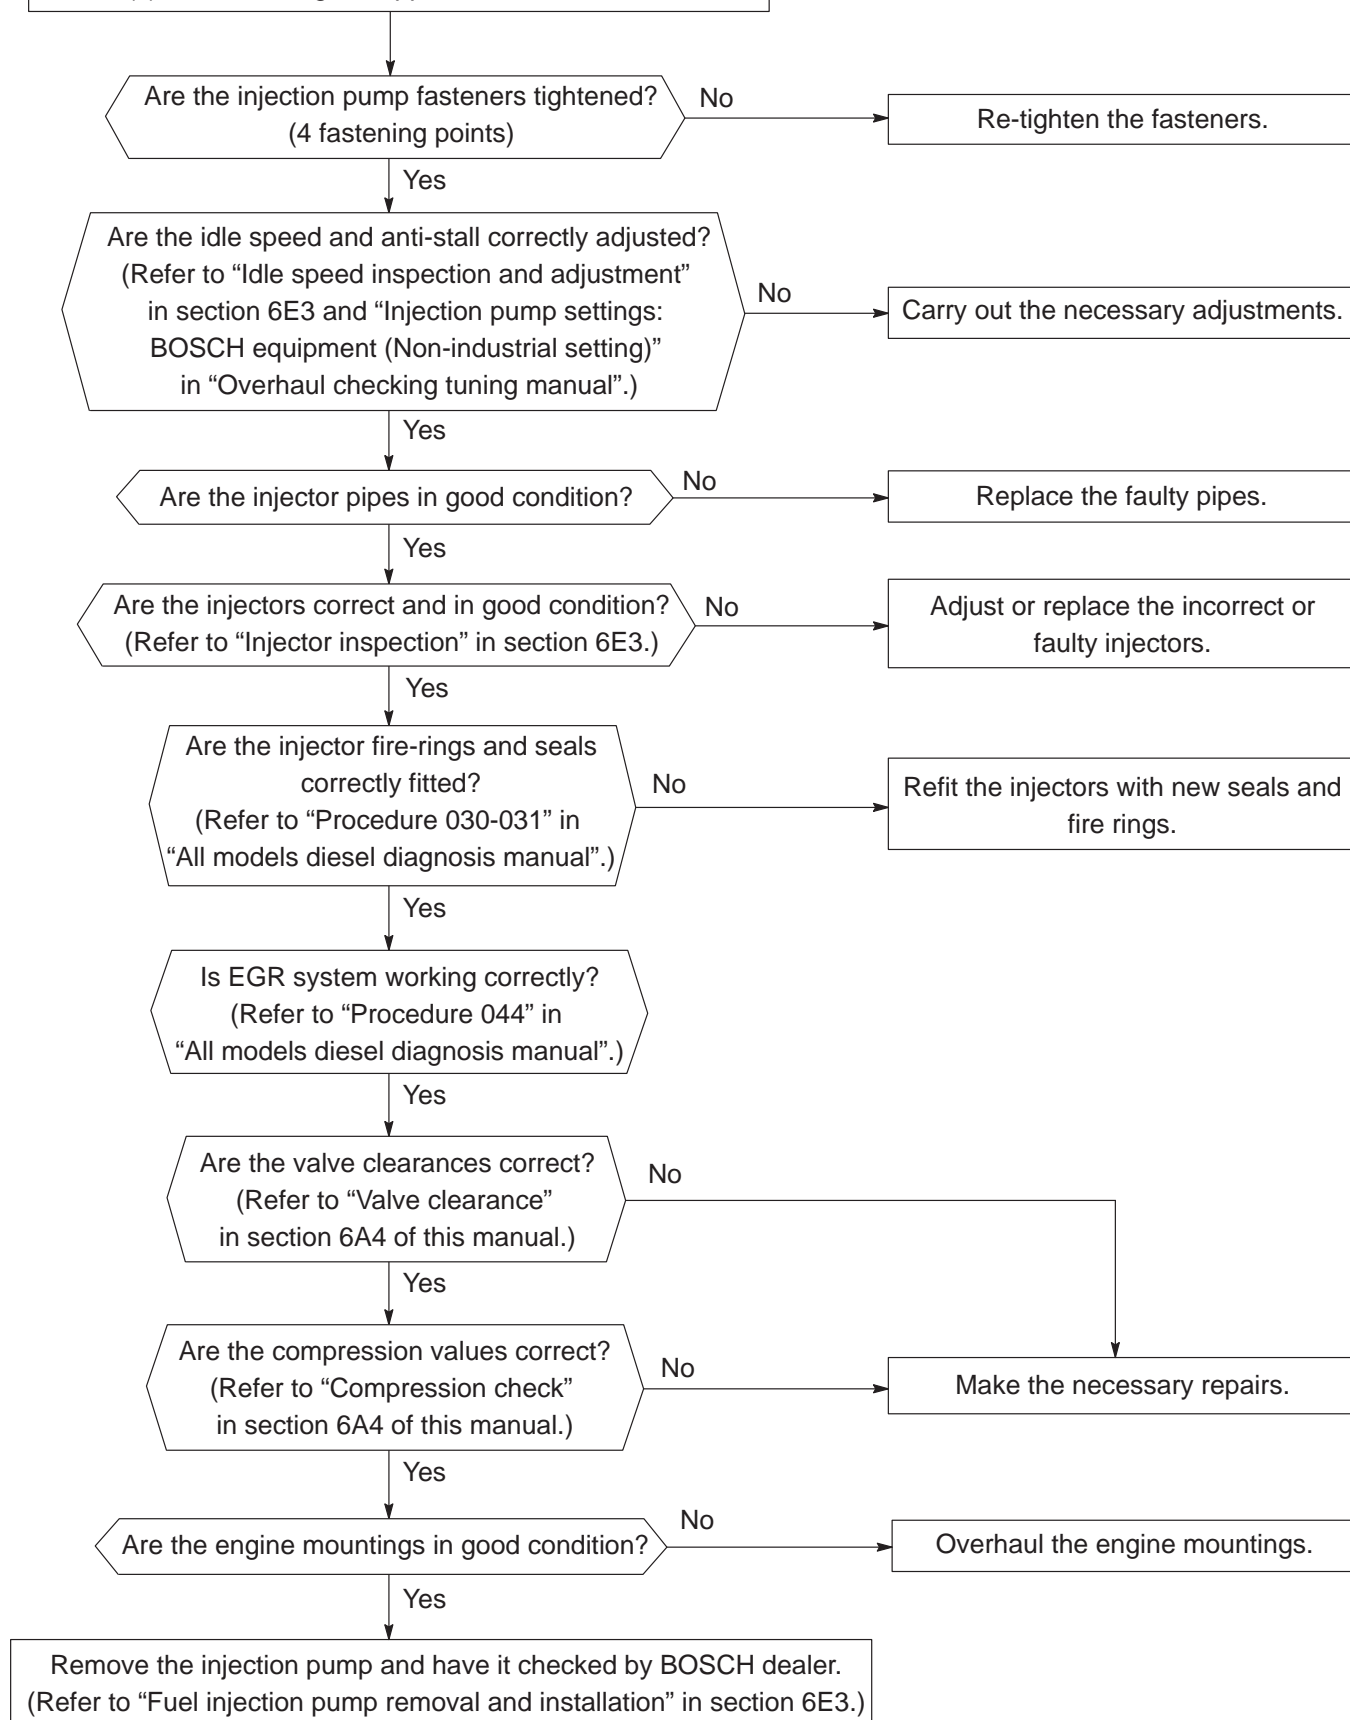 Are the injection pump fasteners tightened?
(4 fastening points)
No
Re-tighten the fasteners.
Yes
Are the idle speed and anti-stall correctly adjusted?
(Refer to “Idle speed inspection and adjustment”
in section 6E3 and “Injection pump settings:
BOSCH equipment (Non-industrial setting)”
in “Overhaul checking tuning manual”.)
No
Carry out the necessary adjustments.
Yes
Are the injector pipes in good condition?
No
Replace the faulty pipes.
Yes
Are the injectors correct and in good condition?
(Refer to “Injector inspection” in section 6E3.)
No
Adjust or replace the incorrect or
faulty injectors.
Yes
Are the injector fire-rings and seals
correctly fitted?
(Refer to “Procedure 030-031” in
“All models diesel diagnosis manual”.)
No
Refit the injectors with new seals and
fire rings.
Yes
Is EGR system working correctly?
(Refer to “Procedure 044” in
“All models diesel diagnosis manual”.)
Yes
Are the valve clearances correct?
(Refer to “Valve clearance”
in section 6A4 of this manual.)
No
Yes
Are the compression values correct?
(Refer to “Compression check”
in section 6A4 of this manual.)
No
Make the necessary repairs.
Yes
Are the engine mountings in good condition?
No
Overhaul the engine mountings.
Yes
Remove the injection pump and have it checked by BOSCH dealer.
(Refer to “Fuel injection pump removal and installation” in section 6E3.)